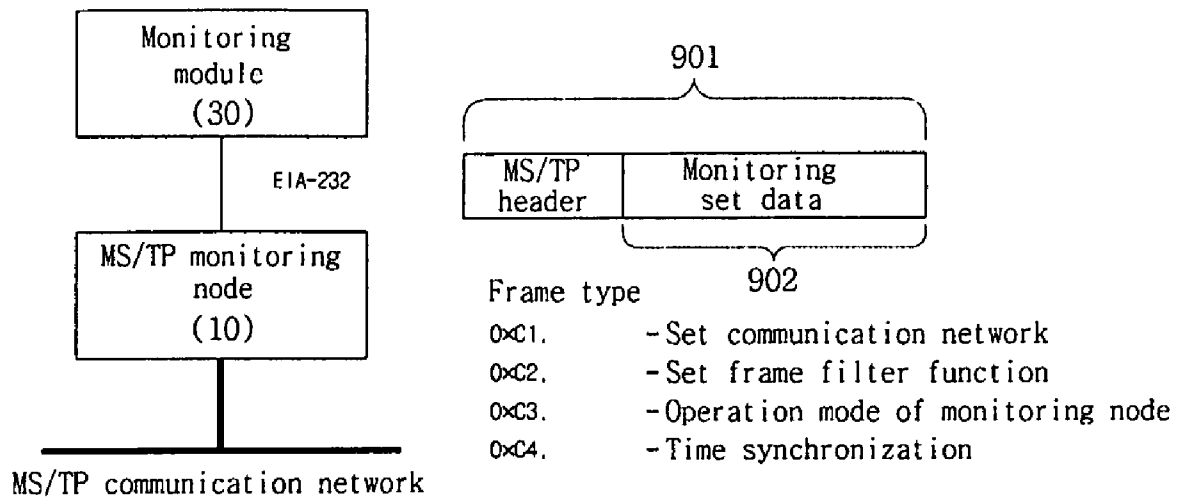 Monitoring
module
(30)
EIA-232
MS/TP monitoring
node
(10)
MS/TP communication network
901
MS/TP
header
Monitoring
set data
902
Frame type
0xC1. -Set communication network
0xC2. -Set frame filter function
0xC3. -Operation mode of monitoring node
0xC4. -Time synchronization